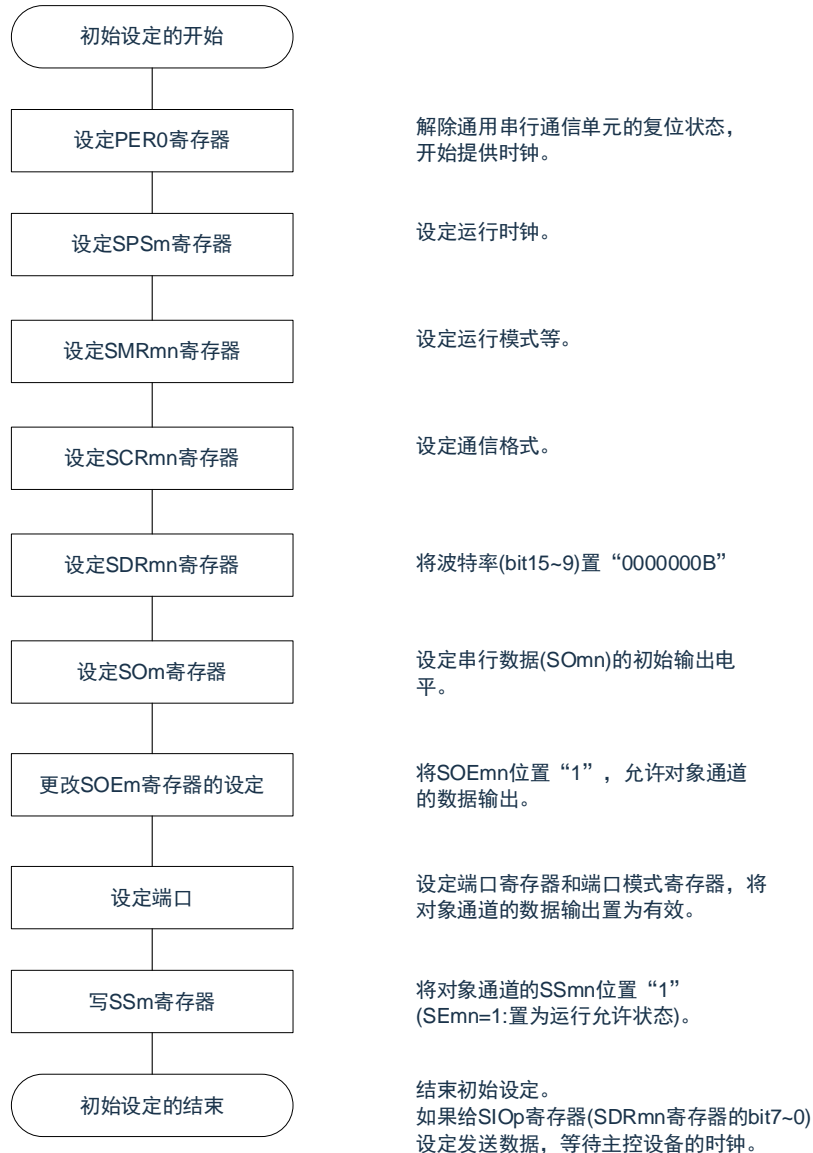 初始设定的开始
设定PER0寄存器
解除通用串行通信单元的复位状态，
开始提供时钟。
设定SPSm寄存器
设定运行时钟。
设定SMRmn寄存器
设定运行模式等。
设定SCRmn寄存器
设定通信格式。
设定SDRmn寄存器
将波特率(bit15~9)置“0000000B”
设定SOm寄存器
设定串行数据(SOmn)的初始输出电
平。
更改SOEm寄存器的设定
将SOEmn位置“1”，允许对象通道
的数据输出。
设定端口
设定端口寄存器和端口模式寄存器，将
对象通道的数据输出置为有效。
写SSm寄存器
将对象通道的SSmn位置“1”
(SEmn=1:置为运行允许状态)。
初始设定的结束
结束初始设定。
如果给SIOp寄存器(SDRmn寄存器的bit7~0)
设定发送数据，等待主控设备的时钟。